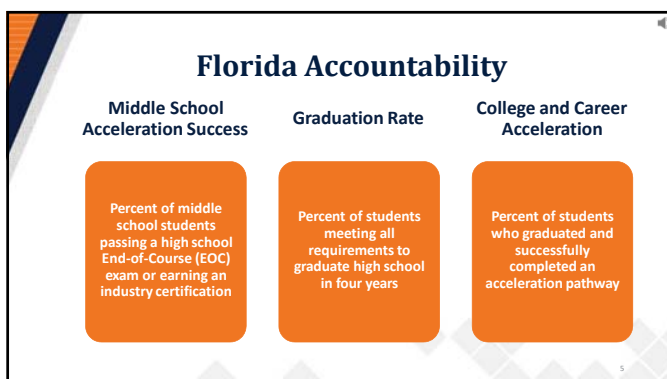 Florida Accountability
Middle School
Acceleration Success
Percent of middle
school students
passing a high school
End-of-Course (EOC)
exam or earning an
industry certification
Graduation Rate
Percent of students
meeting all
requirements to
graduate high school
in four years
College and Career
Acceleration
Percent of students
who graduated and
successfully
completed an
acceleration pathway
5